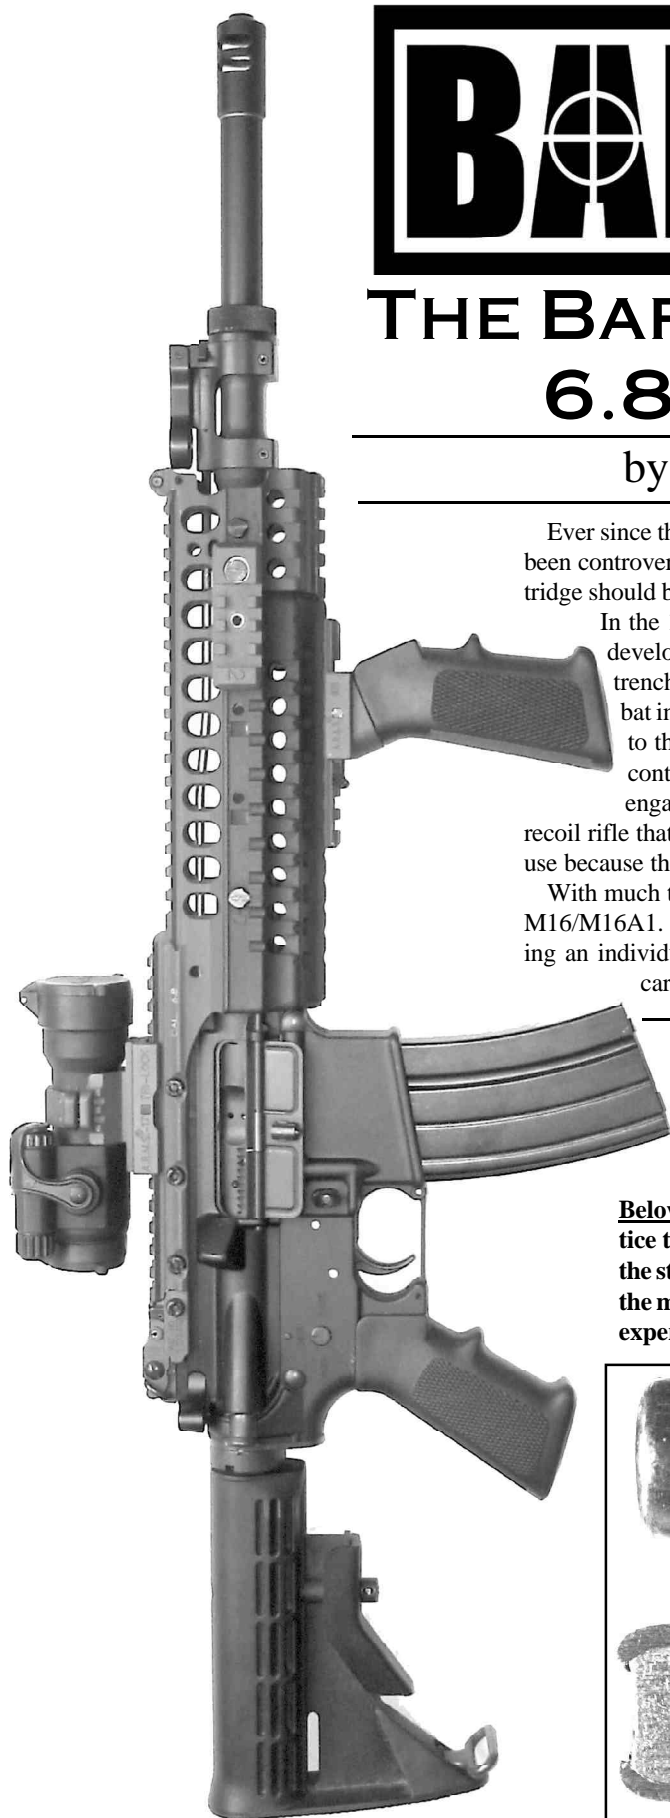 BA
THE BAR
6.8
by
Ever since th
been controver
tridge should b
In the
develo
trench
bat in
to th
cont
enga
recoil rifle that
use because th
With much t
M16/M16A1.
ing an individu
car
Below
tice t
the st
the m
exper